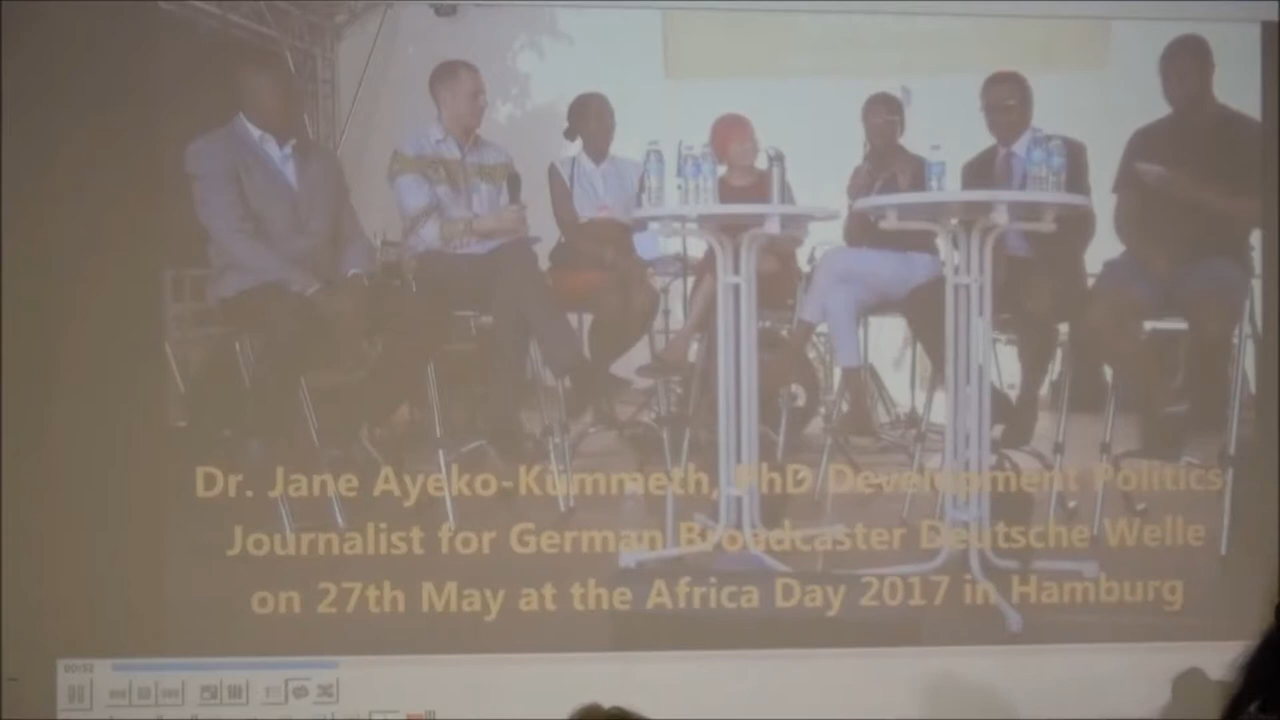 Dr. Jane Ayeko-Kümmeth, PhD Development Politics
Journalist for German Broadcaster Deutsche Welle
on 27th May at the Africa Day 2017 in Hamburg